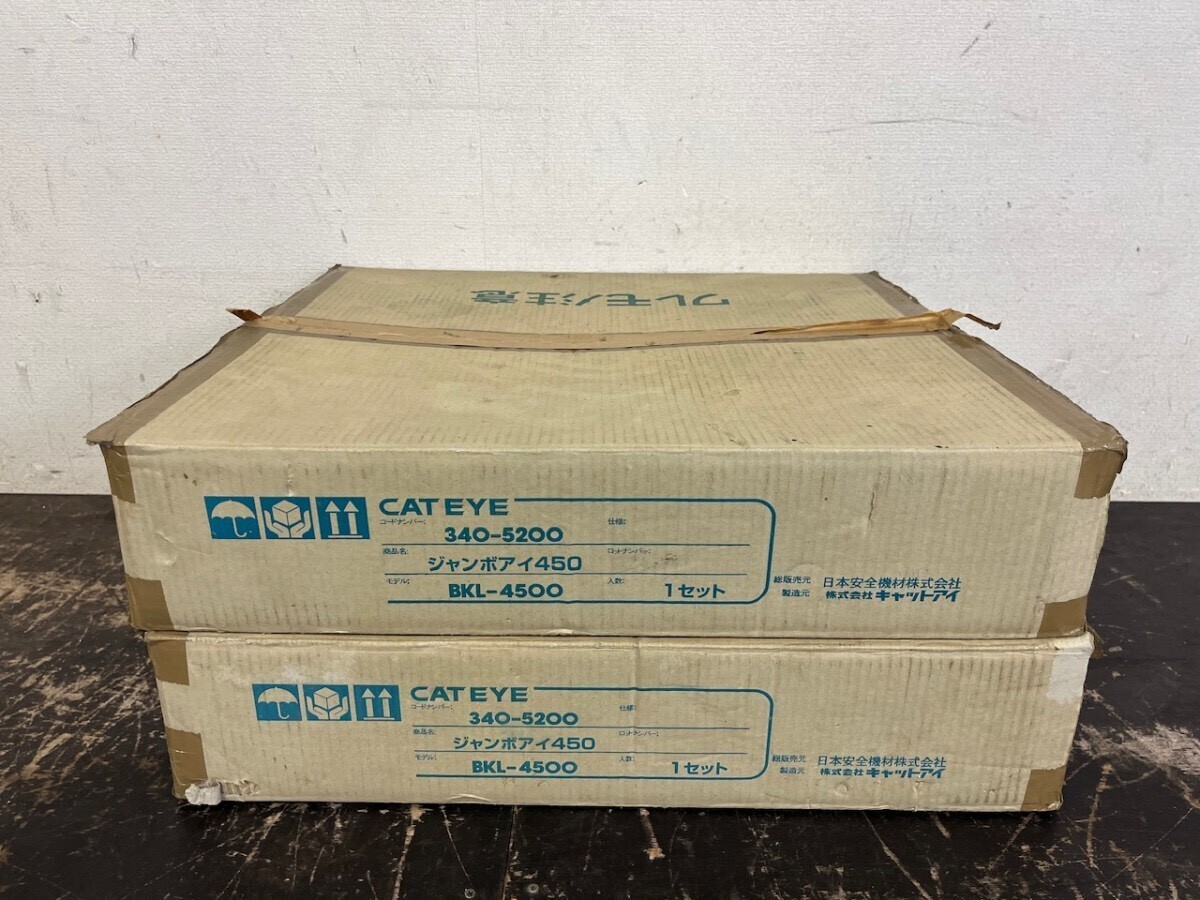 ワレモノ注意
CAT EYE
コードナンバー: 340-5200 仕様:
商品名: ジャンボアイ450 ロットナンバー:
モデル: BKL-4500 入数: 1セット
総販売元 日本安全機材株式会社
製造元 株式会社キャットアイ
CAT EYE
コードナンバー: 340-5200 仕様:
商品名: ジャンボアイ450 ロットナンバー:
モデル: BKL-4500 入数: 1セット
総販売元 日本安全機材株式会社
製造元 株式会社キャットアイ